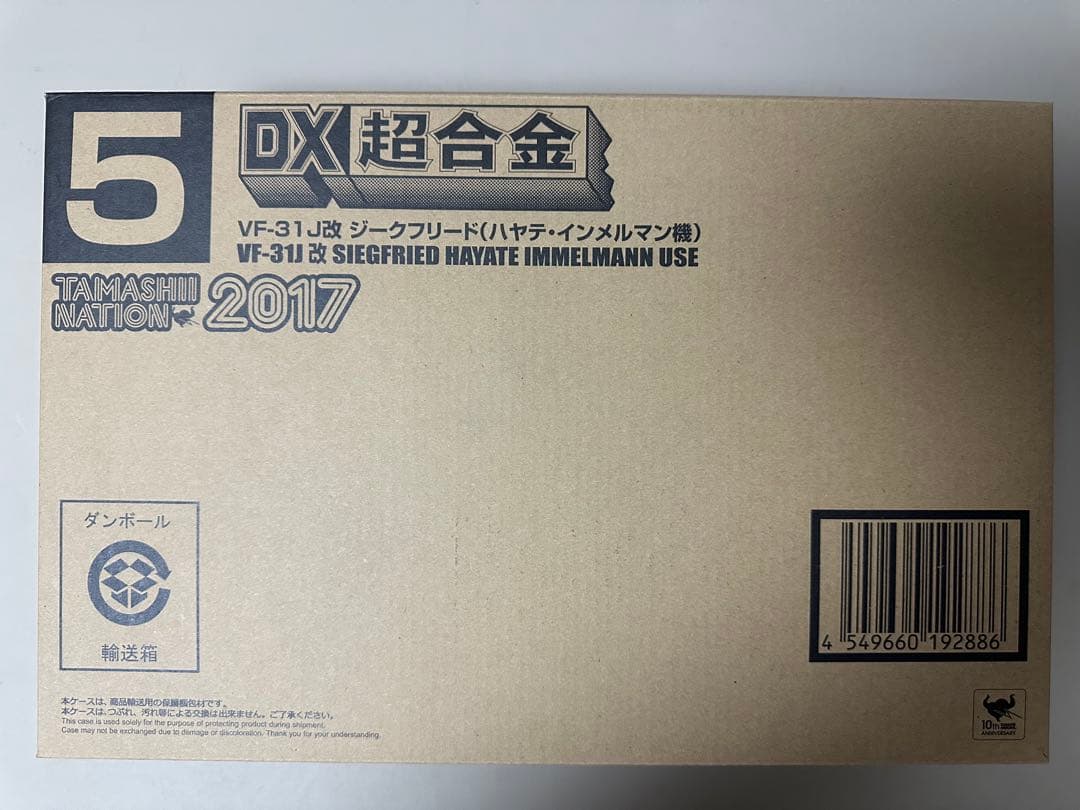 5
DX超合金
VF-31J改 ジークフリード(ハヤテ・インメルマン機)
VF-31J 改 SIEGFRIED HAYATE IMMELMANN USE
TAMASHII
NATION 2017
ダンボール
輸送箱
4 549660 192886
本ケースは、商品輸送用の保護梱包材です。
本ケースは、つぶれ、汚れ等による交換は出来ません。ご了承ください。
This case is used solely for the purpose of protecting product during shipment.
Case may not be exchanged due to damage or discoloration. Thank you for your understanding.
10th
ANNIVERSARY